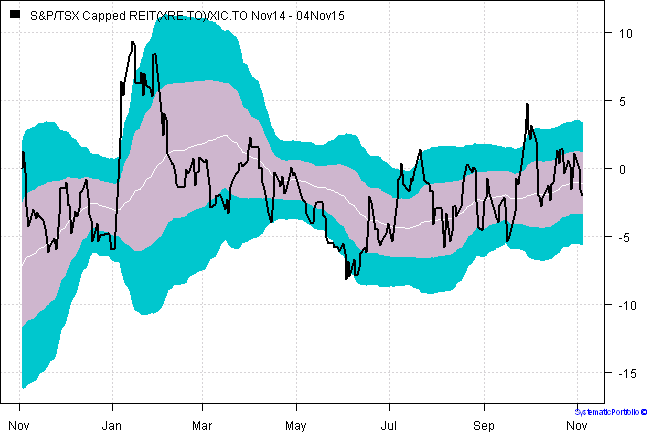 S&P/TSX Capped REIT(XRE.TO)/XIC.TO Nov14 - 04Nov15
10
5
0
-5
-10
-15
SystematicPortfolio ©
Nov Jan Mar May Jul Sep Nov